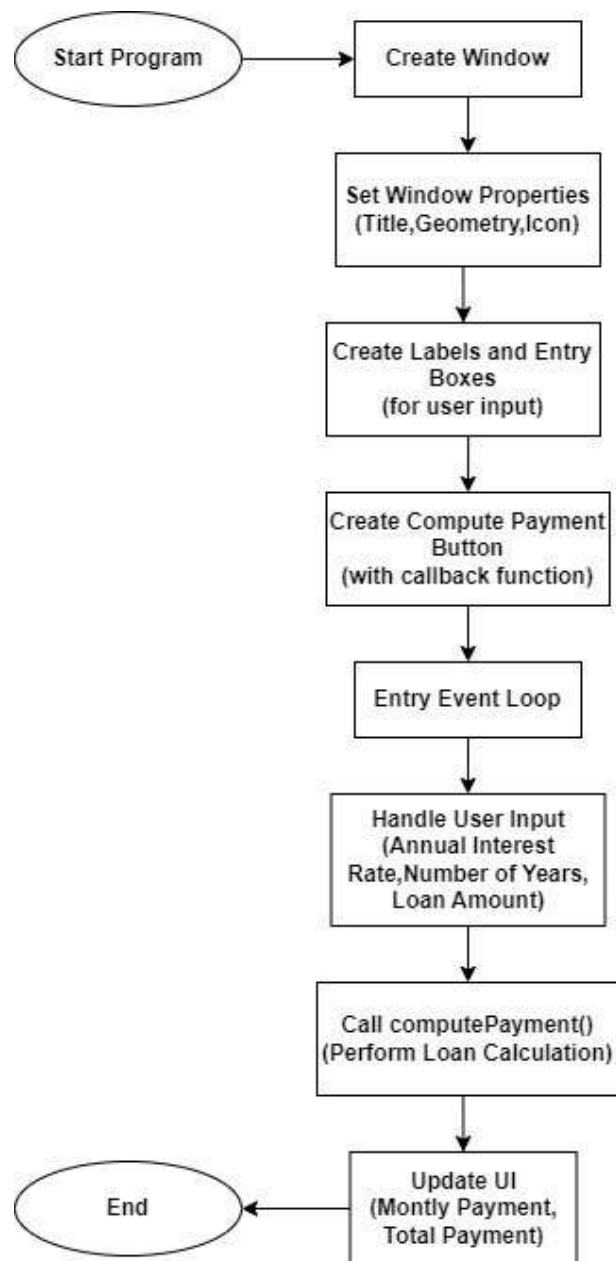 Start Program
Create Window
Set Window Properties
(Title,Geometry,Icon)
Create Labels and Entry
Boxes
(for user input)
Create Compute Payment
Button
(with callback function)
Entry Event Loop
Handle User Input
(Annual Interest
Rate,Number of Years,
Loan Amount)
Call computePayment()
(Perform Loan Calculation)
Update UI
(Montly Payment,
Total Payment)
End